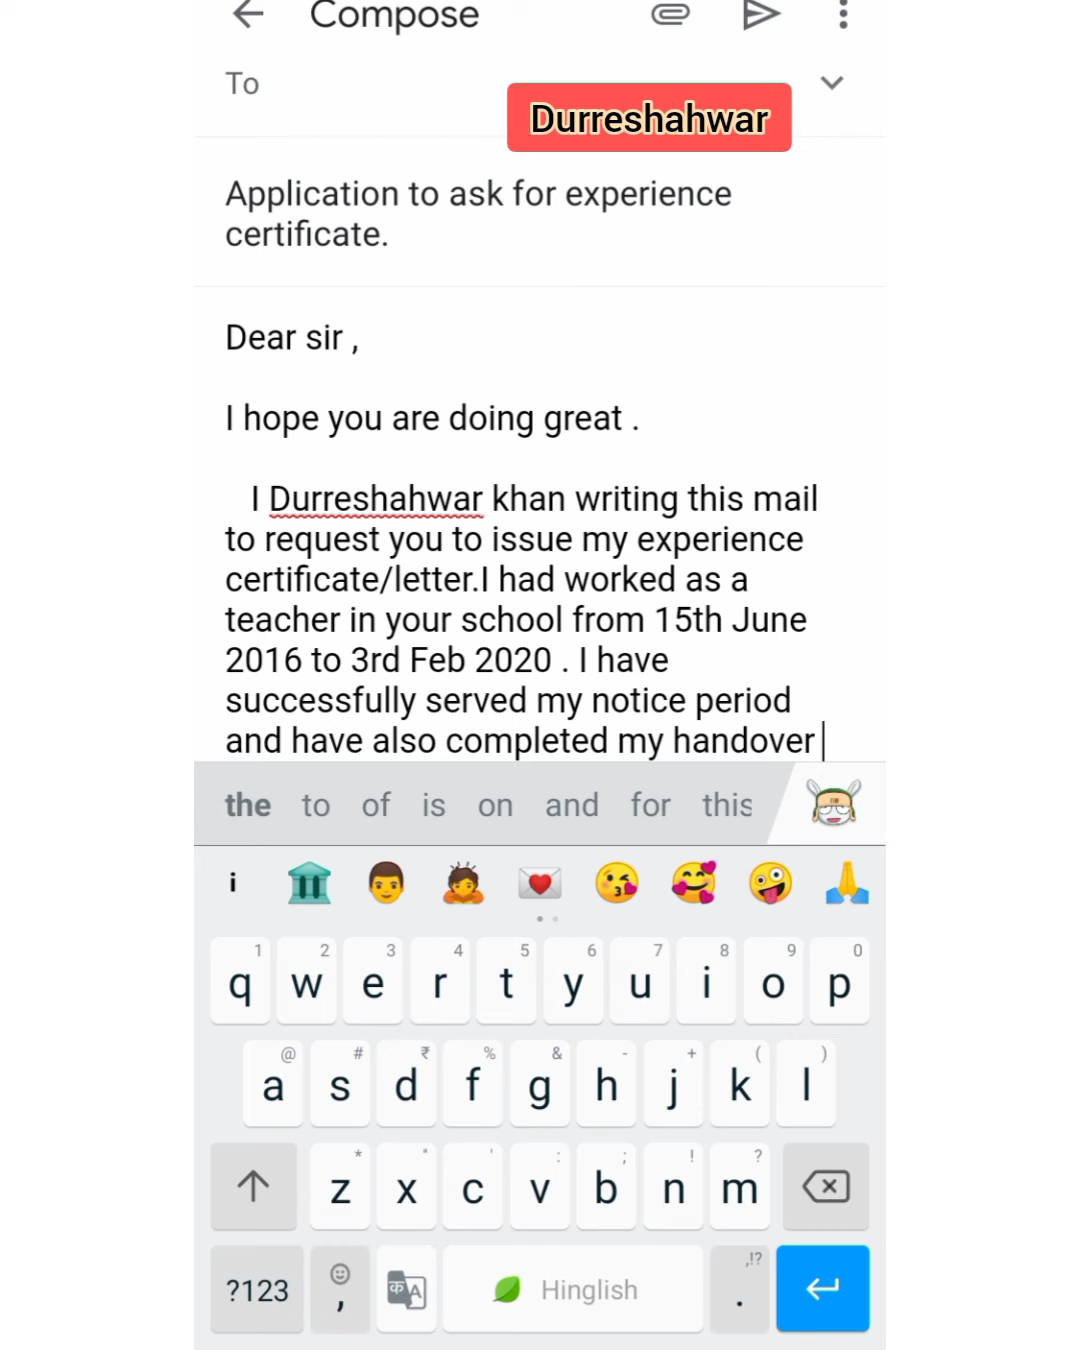 Compose
To
Durreshahwar
Application to ask for experience
certificate.
Dear sir ,
I hope you are doing great .
I Durreshahwar khan writing this mail
to request you to issue my experience
certificate/letter.I had worked as a
teacher in your school from 15th June
2016 to 3rd Feb 2020 . I have
successfully served my notice period
and have also completed my handover
the to of is on and for this
i
1 2 3 4 5 6 7 8 9 0
q w e r t y u i o p
@ # ₹ % & - + ( )
a s d f g h j k l
* " ' : ; ! ?
z x c v b n m
,!?
?123 , क A Hinglish .